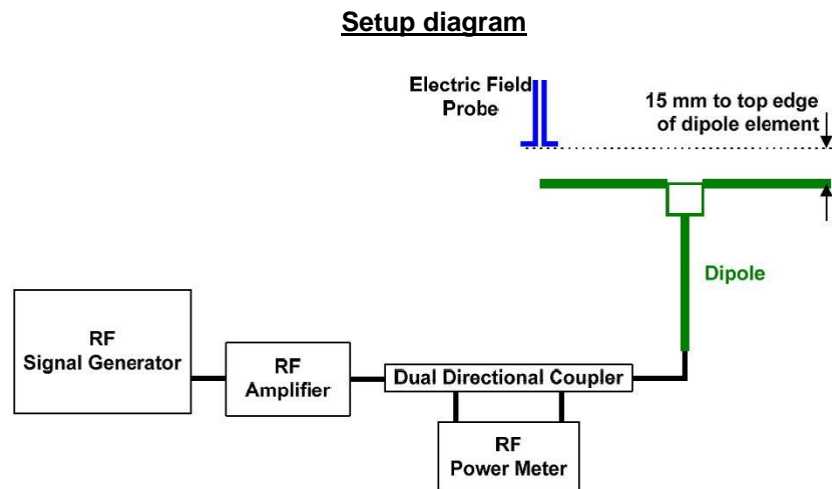 Setup diagram
Electric Field
Probe
15 mm to top edge
of dipole element
Dipole
RF
Signal Generator
RF
Amplifier
Dual Directional Coupler
RF
Power Meter